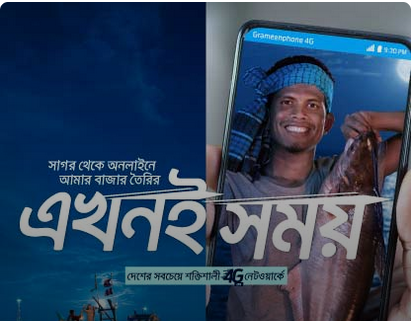 Grameenphone 4G
9:30 PM
সাগর থেকে অনলাইনে
আমার বাজার তৈরির
এখনই সময়
দেশের সবচেয়ে শক্তিশালী 4G নেটওয়ার্কে